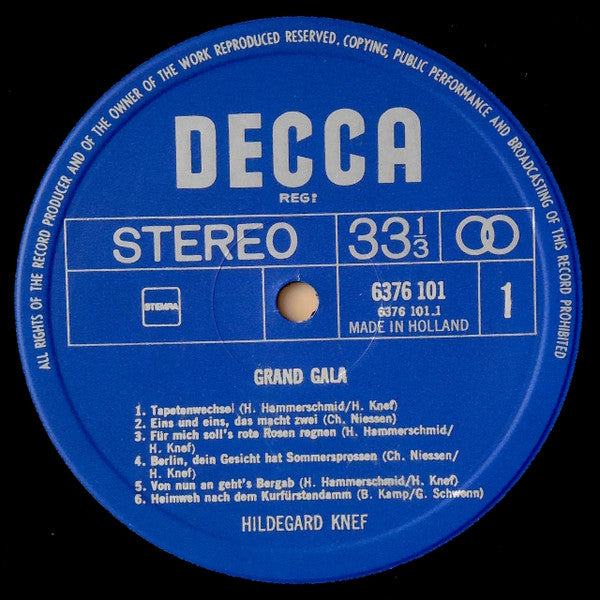 ALL RIGHTS OF THE RECORD PRODUCER AND OF THE OWNER OF THE WORK REPRODUCED RESERVED. COPYING, PUBLIC PERFORMANCE AND BROADCASTING OF THIS RECORD PROHIBITED
DECCA
REGD
STEREO 33⅓
STEMRA
6376 101
6376 101.1
MADE IN HOLLAND
1
GRAND GALA
1. Tapetenwechsel (H. Hammerschmid/H. Knef)
2. Eins und eins, das macht zwei (Ch. Niessen)
3. Für mich soll's rote Rosen regnen (H. Hammerschmid/
H. Knef)
4. Berlin, dein Gesicht hat Sommersprossen (Ch. Niessen/
H. Knef)
5. Von nun an geht's Bergab (H. Hammerschmid/H. Knef)
6. Heimweh nach dem Kurfürstendamm (B. Kamp/G. Schwenn)
HILDEGARD KNEF